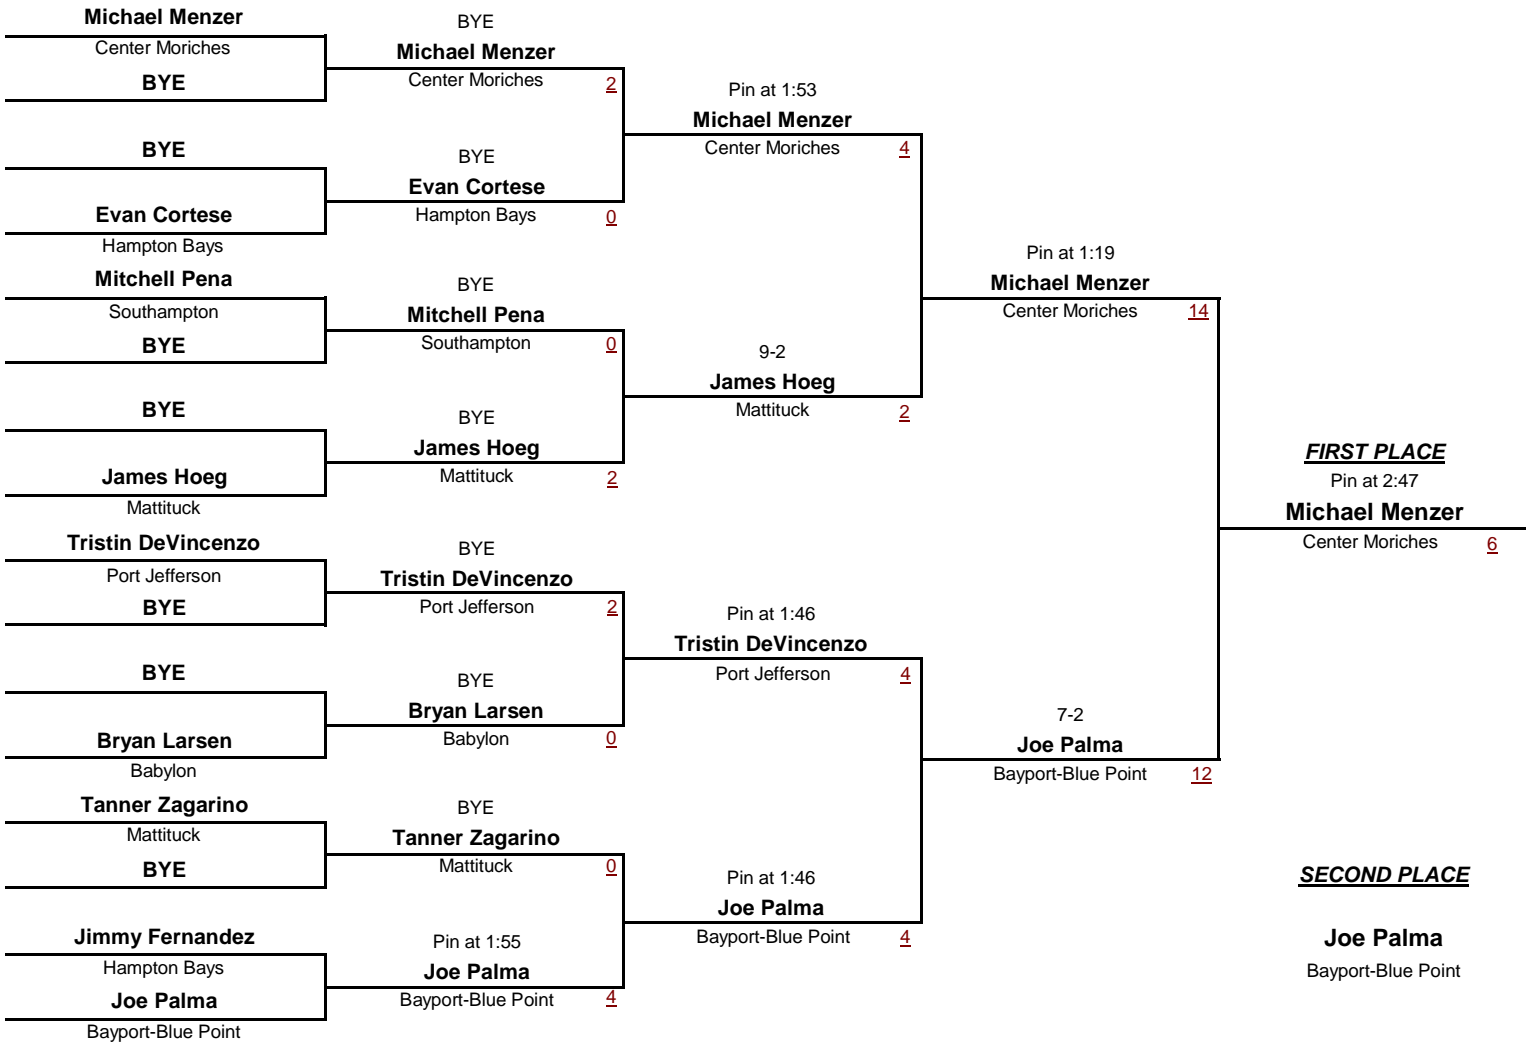 Michael Menzer
Center Moriches
BYE
BYE
Evan Cortese
Hampton Bays
Mitchell Pena
Southampton
BYE
BYE
James Hoeg
Mattituck
Tristin DeVincenzo
Port Jefferson
BYE
BYE
Bryan Larsen
Babylon
Tanner Zagarino
Mattituck
BYE
Jimmy Fernandez
Hampton Bays
Joe Palma
Bayport-Blue Point
BYE
Michael Menzer
Center Moriches 2
BYE
Evan Cortese
Hampton Bays 0
BYE
Mitchell Pena
Southampton 0
BYE
James Hoeg
Mattituck 2
BYE
Tristin DeVincenzo
Port Jefferson 2
BYE
Bryan Larsen
Babylon 0
BYE
Tanner Zagarino
Mattituck 0
Pin at 1:55
Joe Palma
Bayport-Blue Point 4
Pin at 1:53
Michael Menzer
Center Moriches 4
9-2
James Hoeg
Mattituck 2
Pin at 1:46
Tristin DeVincenzo
Port Jefferson 4
Pin at 1:46
Joe Palma
Bayport-Blue Point 4
Pin at 1:19
Michael Menzer
Center Moriches 14
7-2
Joe Palma
Bayport-Blue Point 12
FIRST PLACE
Pin at 2:47
Michael Menzer
Center Moriches 6
SECOND PLACE
Joe Palma
Bayport-Blue Point